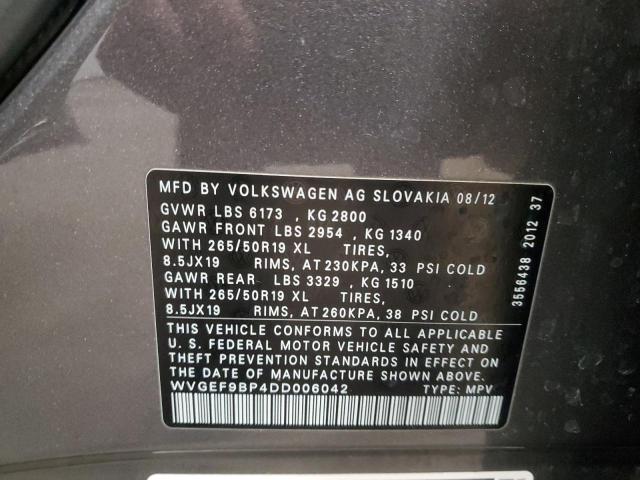 MFD BY VOLKSWAGEN AG SLOVAKIA 08/12
GVWR LBS 6173 , KG 2800
GAWR FRONT LBS 2954 , KG 1340
WITH 265/50R19 XL TIRES,
8.5JX19 RIMS, AT 230KPA, 33 PSI COLD
GAWR REAR LBS 3329 , KG 1510
WITH 265/50R19 XL TIRES,
8.5JX19 RIMS, AT 260KPA, 38 PSI COLD
THIS VEHICLE CONFORMS TO ALL APPLICABLE
U. S. FEDERAL MOTOR VEHICLE SAFETY AND
THEFT PREVENTION STANDARDS IN EFFECT
ON THE DATE OF MANUFACTURE SHOWN ABOVE.
WVGEF9BP4DD006042 TYPE: MPV
3556438 2012 37